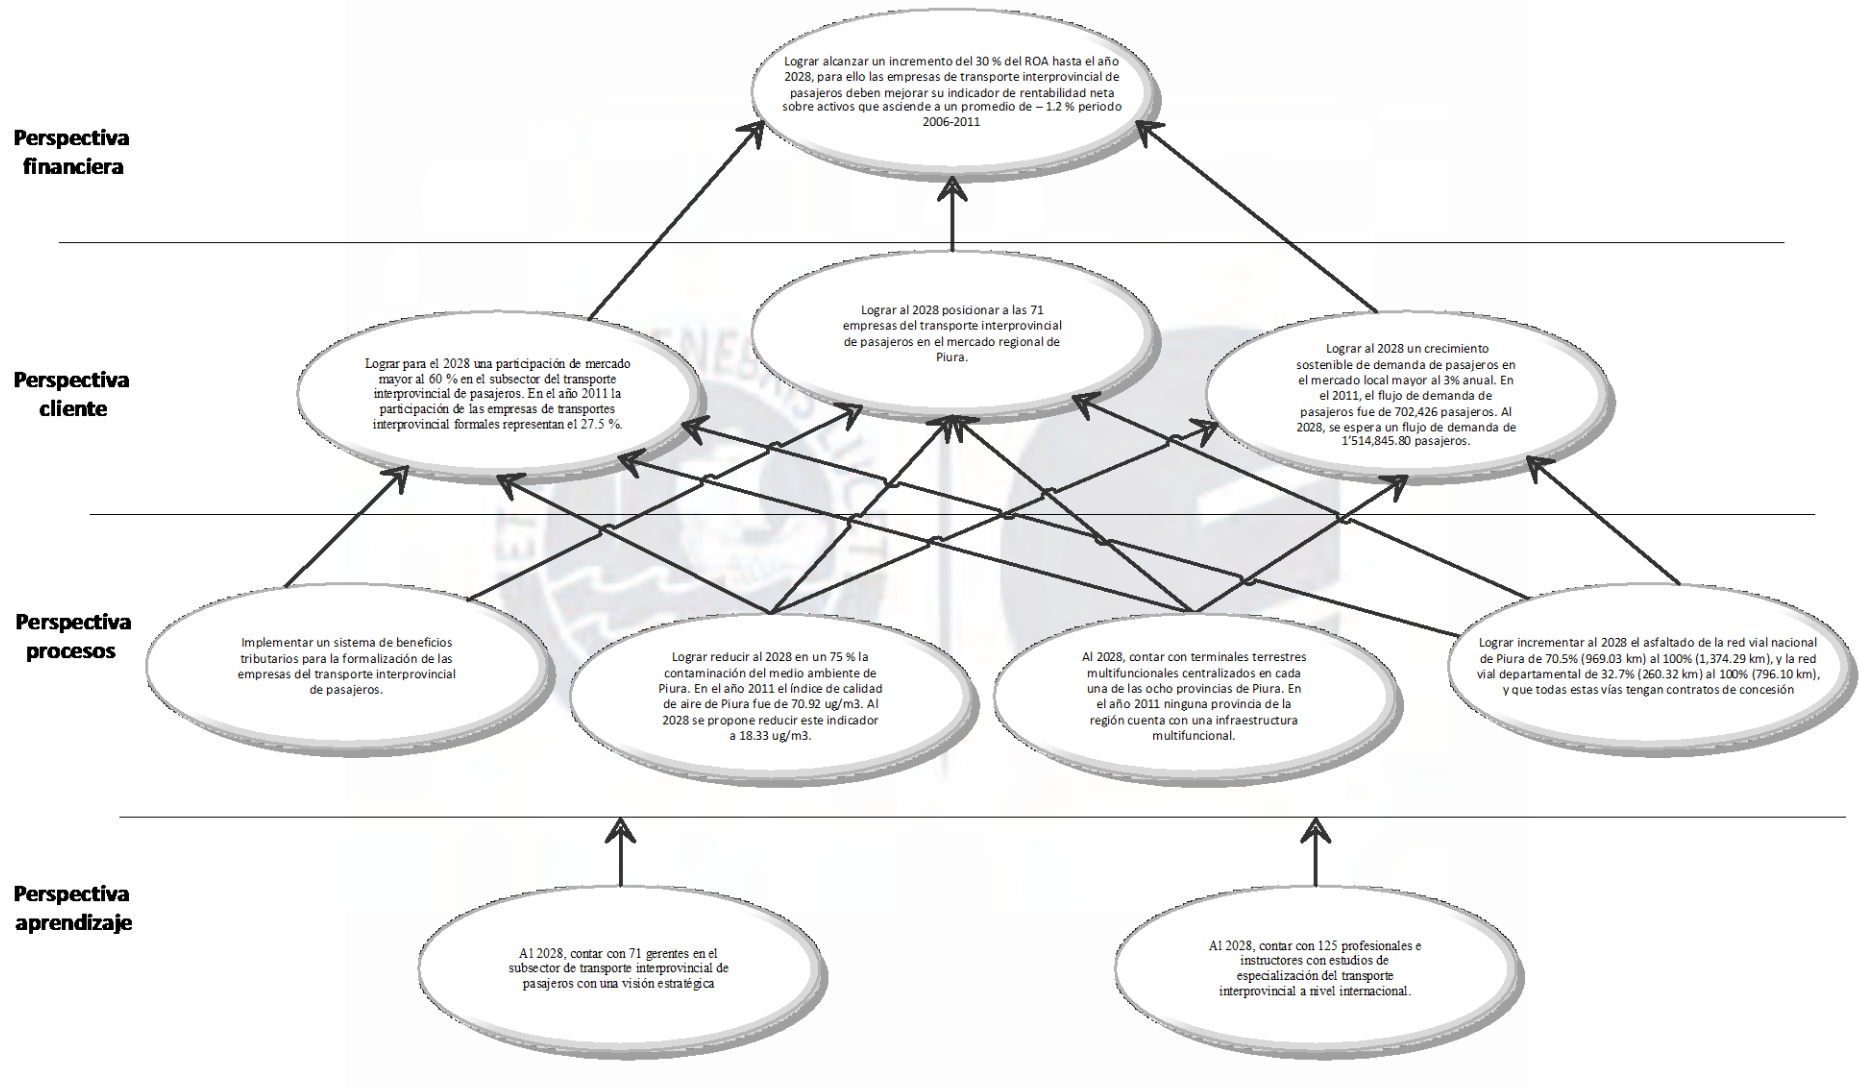 Lograr alcanzar un incremento del 30 % del ROA hasta el año
2028, para ello las empresas de transporte interprovincial de
pasajeros deben mejorar su indicador de rentabilidad neta
sobre activos que asciende a un promedio de – 1.2 % periodo
2006-2011
Perspectiva
financiera
Lograr al 2028 posicionar a las 71
empresas del transporte interprovincial
de pasajeros en el mercado regional de
Piura.
Perspectiva
cliente
Lograr para el 2028 una participación de mercado
mayor al 60 % en el subsector del transporte
interprovincial de pasajeros. En el año 2011 la
participación de las empresas de transportes
interprovincial formales representan el 27.5 %.
Lograr al 2028 un crecimiento
sostenible de demanda de pasajeros en
el mercado local mayor al 3% anual. En
el 2011, el flujo de demanda de
pasajeros fue de 702,426 pasajeros. Al
2028, se espera un flujo de demanda de
1’514,845.80 pasajeros.
Perspectiva
procesos
Implementar un sistema de beneficios
tributarios para la formalización de las
empresas del transporte interprovincial
de pasajeros.
Lograr reducir al 2028 en un 75 % la
contaminación del medio ambiente de
Piura. En el año 2011 el índice de calidad
de aire de Piura fue de 70.92 ug/m3. Al
2028 se propone reducir este indicador
a 18.33 ug/m3.
Al 2028, contar con terminales terrestres
multifuncionales centralizados en cada
una de las ocho provincias de Piura. En
el año 2011 ninguna provincia de la
región cuenta con una infraestructura
multifuncional.
Lograr incrementar al 2028 el asfaltado de la red vial nacional
de Piura de 70.5% (969.03 km) al 100% (1,374.29 km), y la red
vial departamental de 32.7% (260.32 km) al 100% (796.10 km),
y que todas estas vías tengan contratos de concesión
Perspectiva
aprendizaje
Al 2028, contar con 71 gerentes en el
subsector de transporte interprovincial de
pasajeros con una visión estratégica
Al 2028, contar con 125 profesionales e
instructores con estudios de
especialización del transporte
interprovincial a nivel internacional.